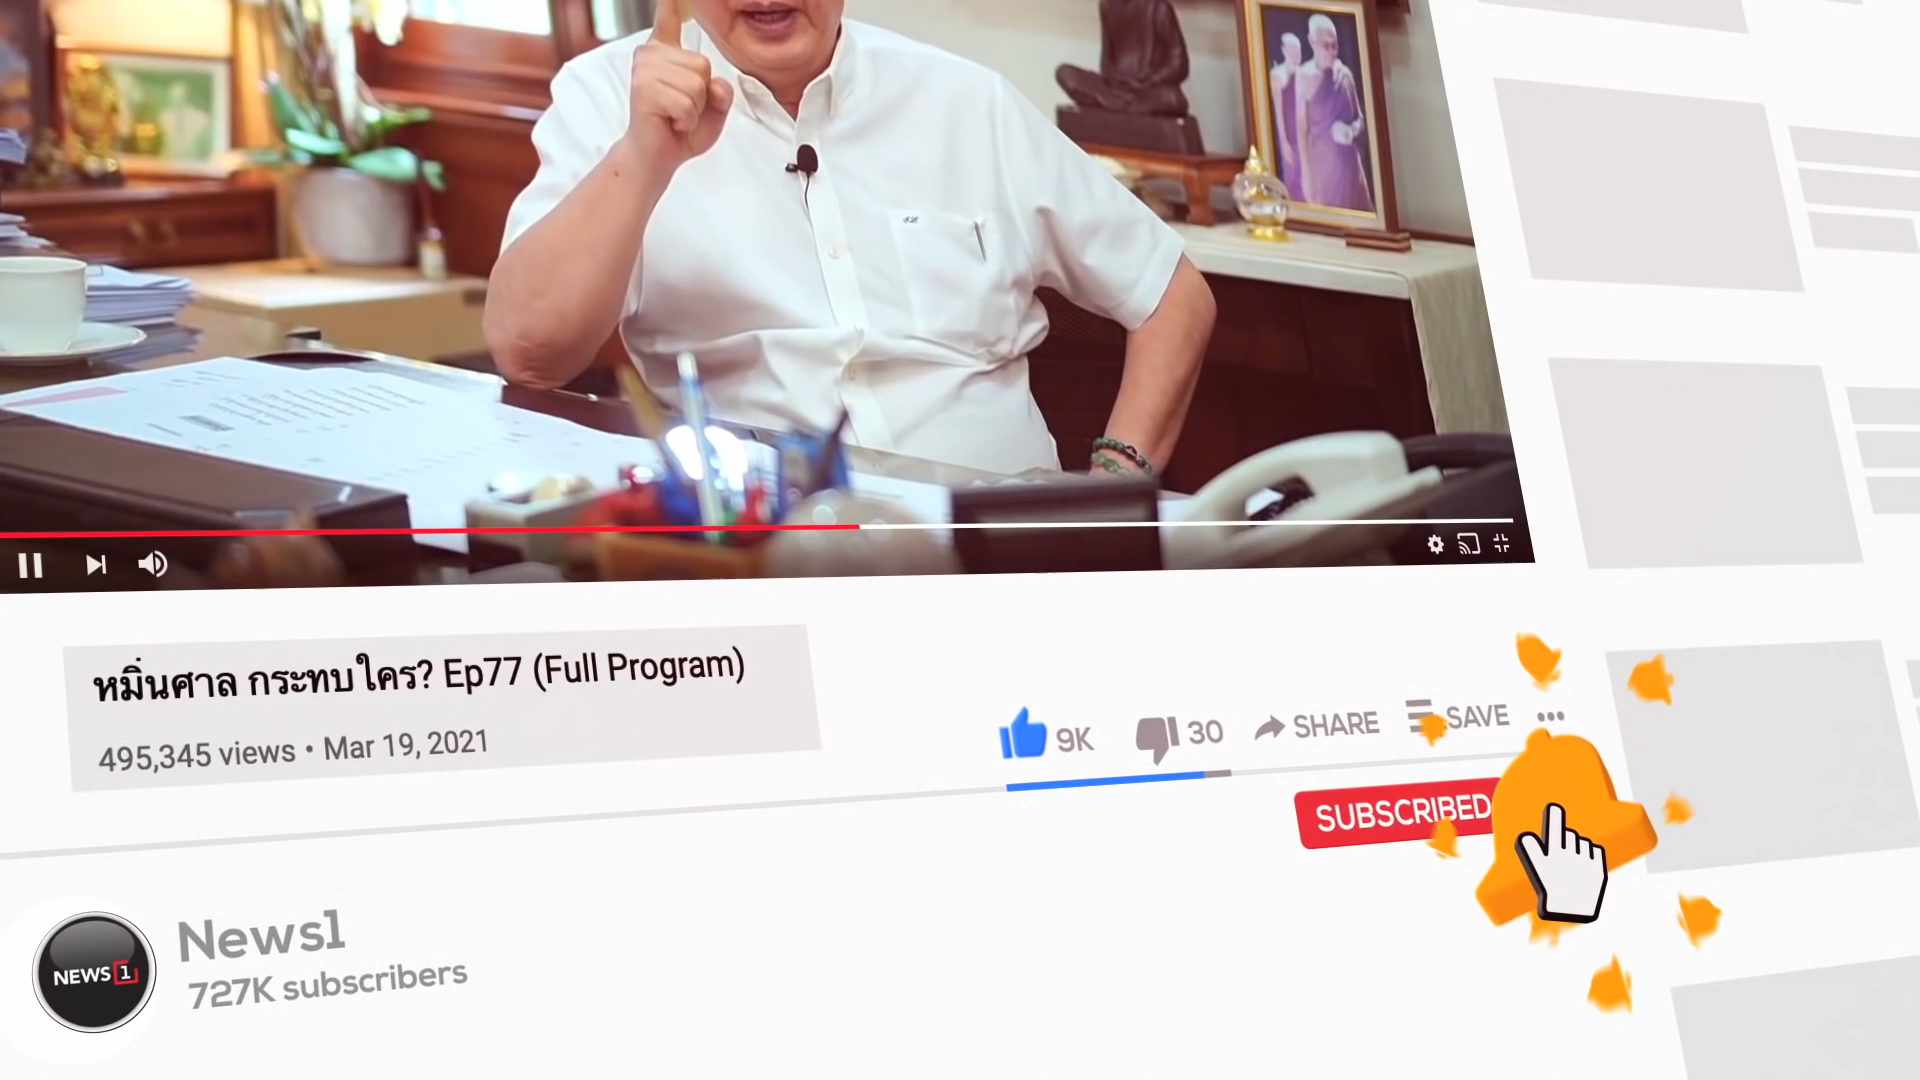 หมิ่นศาล กระทบใคร? Ep77 (Full Program)
495,345 views • Mar 19, 2021
9K
30
SHARE
SAVE
SUBSCRIBED
News1
727K subscribers
NEWS 1